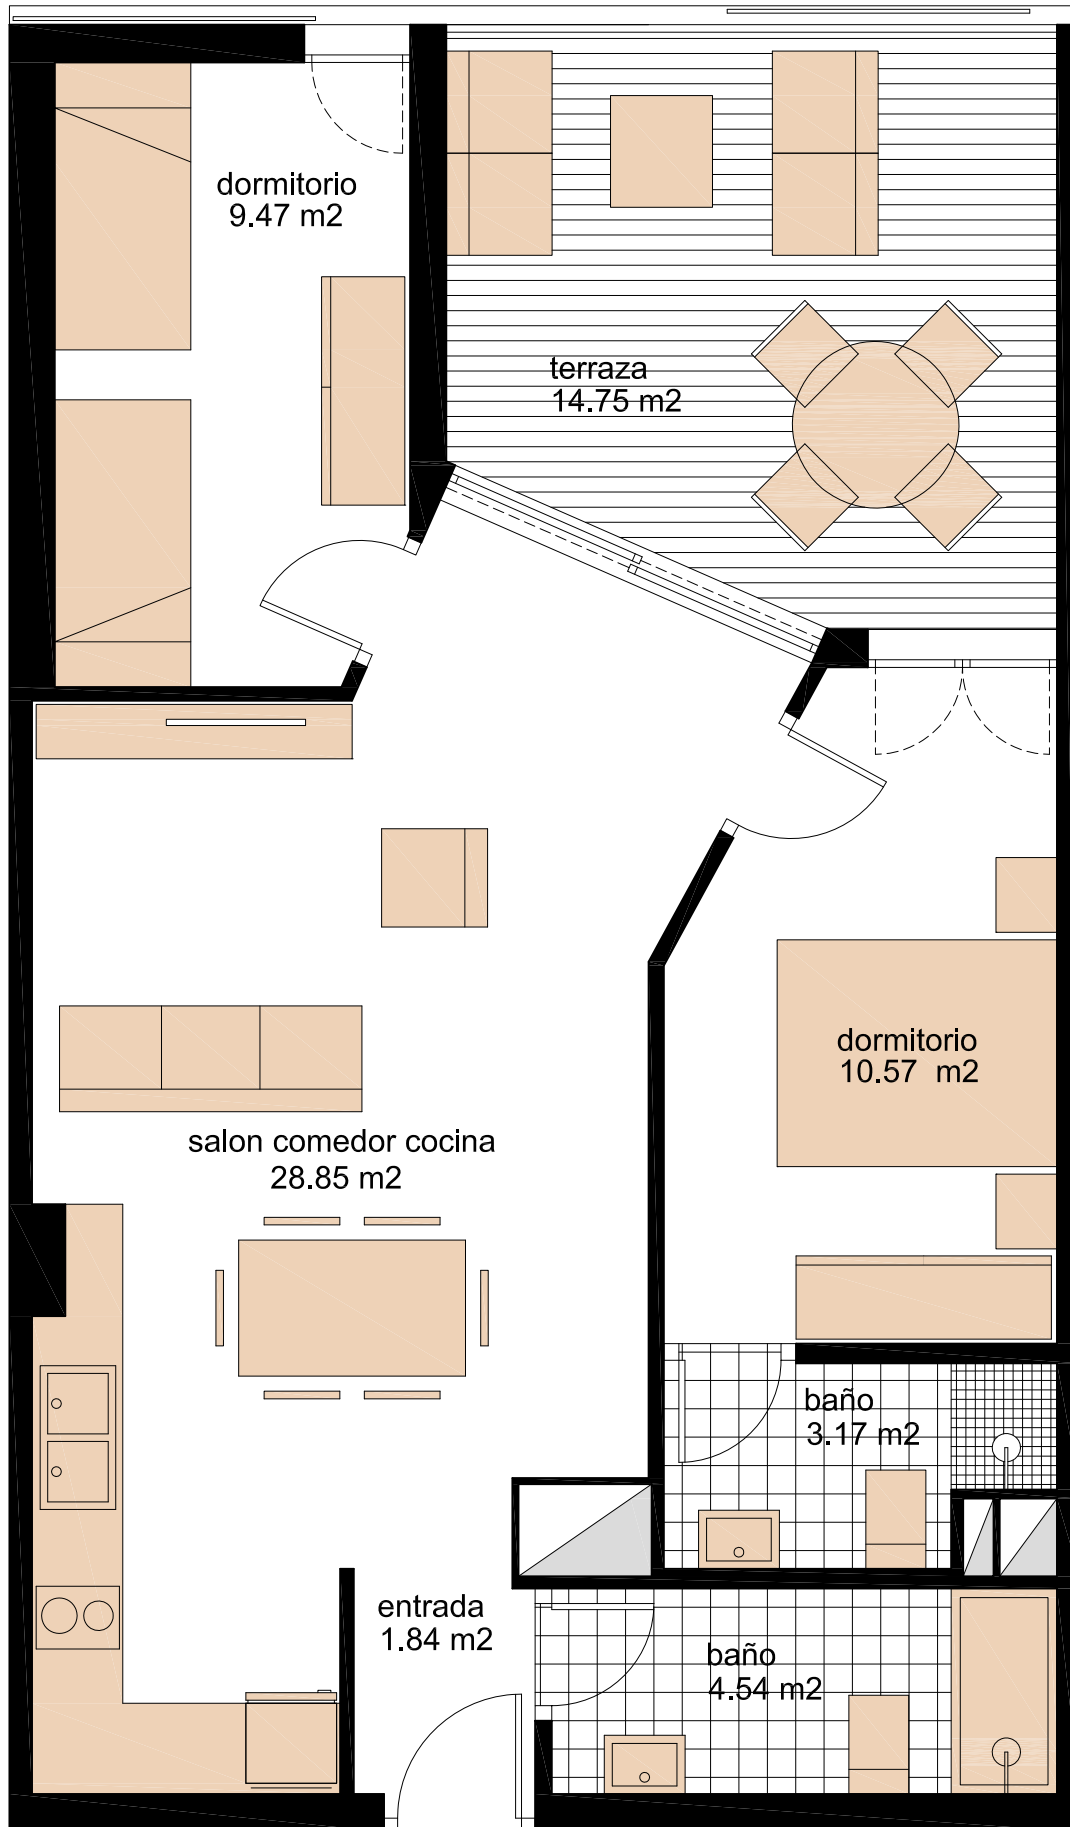 dormitorio
9.47 m2
terraza
14.75 m2
dormitorio
10.57 m2
salon comedor cocina
28.85 m2
baño
3.17 m2
entrada
1.84 m2
baño
4.54 m2